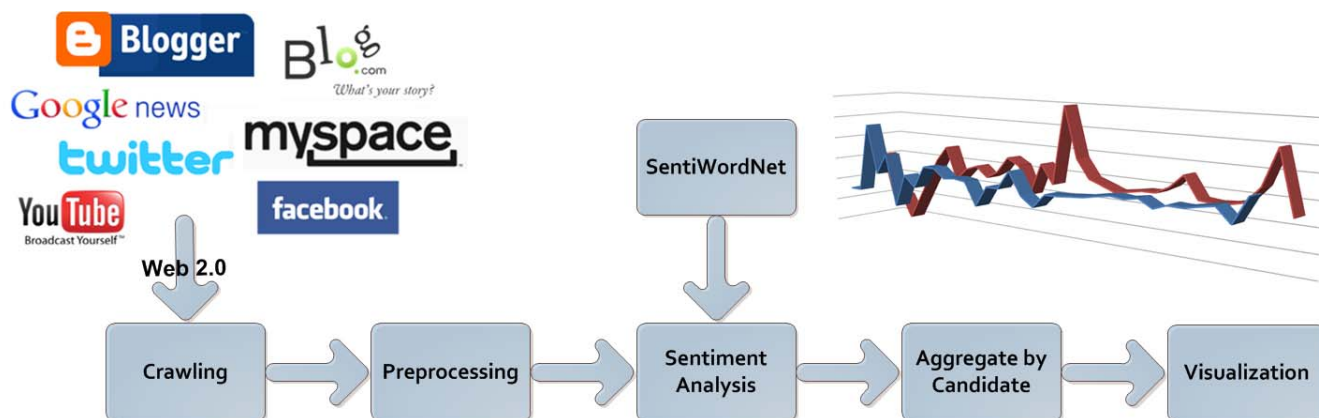 Blogger
Blog
.com
What's your story?
Google news
myspace
twitter
SentiWordNet
You Tube
Broadcast Yourself™
facebook
Web 2.0
Crawling
Preprocessing
Sentiment
Analysis
Aggregate by
Candidate
Visualization